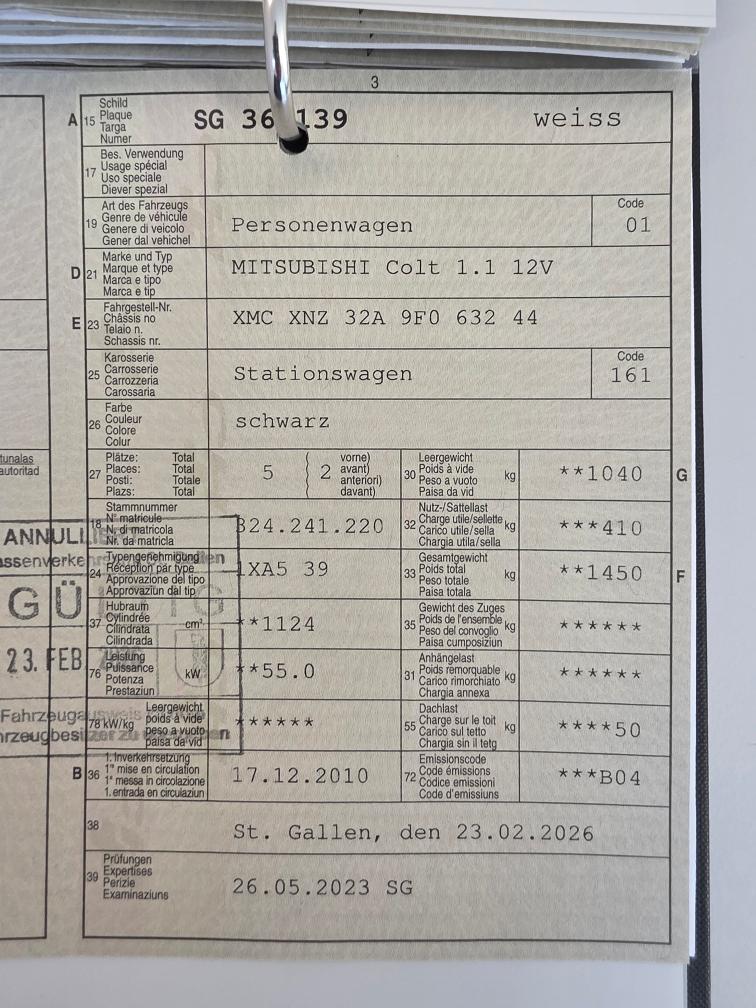 3
A 15 Schild
Plaque
Targa
Numer
SG 36 139 weiss
17 Bes. Verwendung
Usage spécial
Uso speciale
Diever spezial
19 Art des Fahrzeugs
Genre de véhicule
Genere di veicolo
Gener dal vehichel
Personenwagen
Code
01
D 21 Marke und Typ
Marque et type
Marca e tipo
Marca e tip
MITSUBISHI Colt 1.1 12V
E 23 Fahrgestell-Nr.
Châssis no
Telaio n.
Schassis nr.
XMC XNZ 32A 9F0 632 44
25 Karosserie
Carrosserie
Carrozzeria
Carossaria
Stationswagen
Code
161
26 Farbe
Couleur
Colore
Colur
schwarz
27 Plätze: Total
Places: Total
Posti: Totale
Plazs: Total
5
2
vorne)
avant)
anteriori)
davant)
30 Leergewicht
Poids à vide
Peso a vuoto
Paisa da vid
kg
**1040
G
18 Stammnummer
N° matricule
N. di matricola
Nr. da matricla
324.241.220
32 Nutz-/Sattellast
Charge utile/sellette
Carico utile/sella
Chargia utila/sella
kg
***410
24 Typengenehmigung
Réception par type
Approvazione del tipo
Approvaziun dal tip
1XA5 39
33 Gesamtgewicht
Poids total
Peso totale
Paisa totala
kg
**1450
F
37 Hubraum
Cylindrée
Cilindrata
Cilindrada
cm³
**1124
35 Gewicht des Zuges
Poids de l'ensemble
Peso del convoglio
Paisa cumposiziun
kg
******
76 Leistung
Puissance
Potenza
Prestaziun
kW
**55.0
31 Anhängelast
Poids remorquable
Carico rimorchiato
Chargia annexa
kg
******
78 kW/kg
Leergewicht
poids à vide
peso a vuoto
paisa da vid
******
55 Dachlast
Charge sur le toit
Carico sul tetto
Chargia sin il tetg
kg
****50
B 36 1. Inverkehrsetzung
1re mise en circulation
1a messa in circolazione
1. entrada en circulaziun
17.12.2010
72 Emissionscode
Code émissions
Codice emissioni
Code d'emissiuns
***B04
38
St. Gallen, den 23.02.2026
39 Prüfungen
Expertises
Perizie
Examinaziuns
26.05.2023 SG
tunalas
autoritad
ANNULL
assenverke
GÜ
23. FEB
Fahrzeuga
hrzeugbesitzer zu